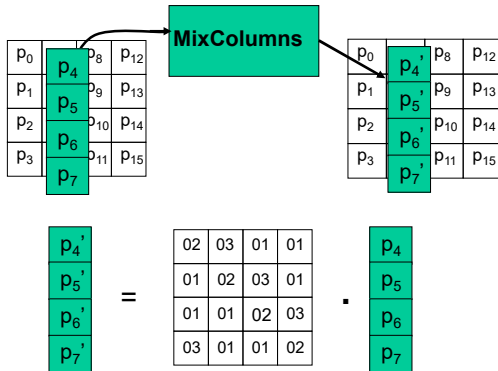 MixColumns
p₀ p₈ p₁₂ p₀ p₈ p₁₂
p₄ p₄'
p₁ p₉ p₁₃ p₁ p₉ p₁₃
p₅ p₅'
p₂ p₁₀ p₁₄ p₂ p₁₀ p₁₄
p₆ p₆'
p₃ p₁₁ p₁₅ p₃ p₁₁ p₁₅
p₇ p₇'
p₄' 02 03 01 01 p₄
p₅' 01 02 03 01 p₅
= ·
p₆' 01 01 02 03 p₆
p₇' 03 01 01 02 p₇